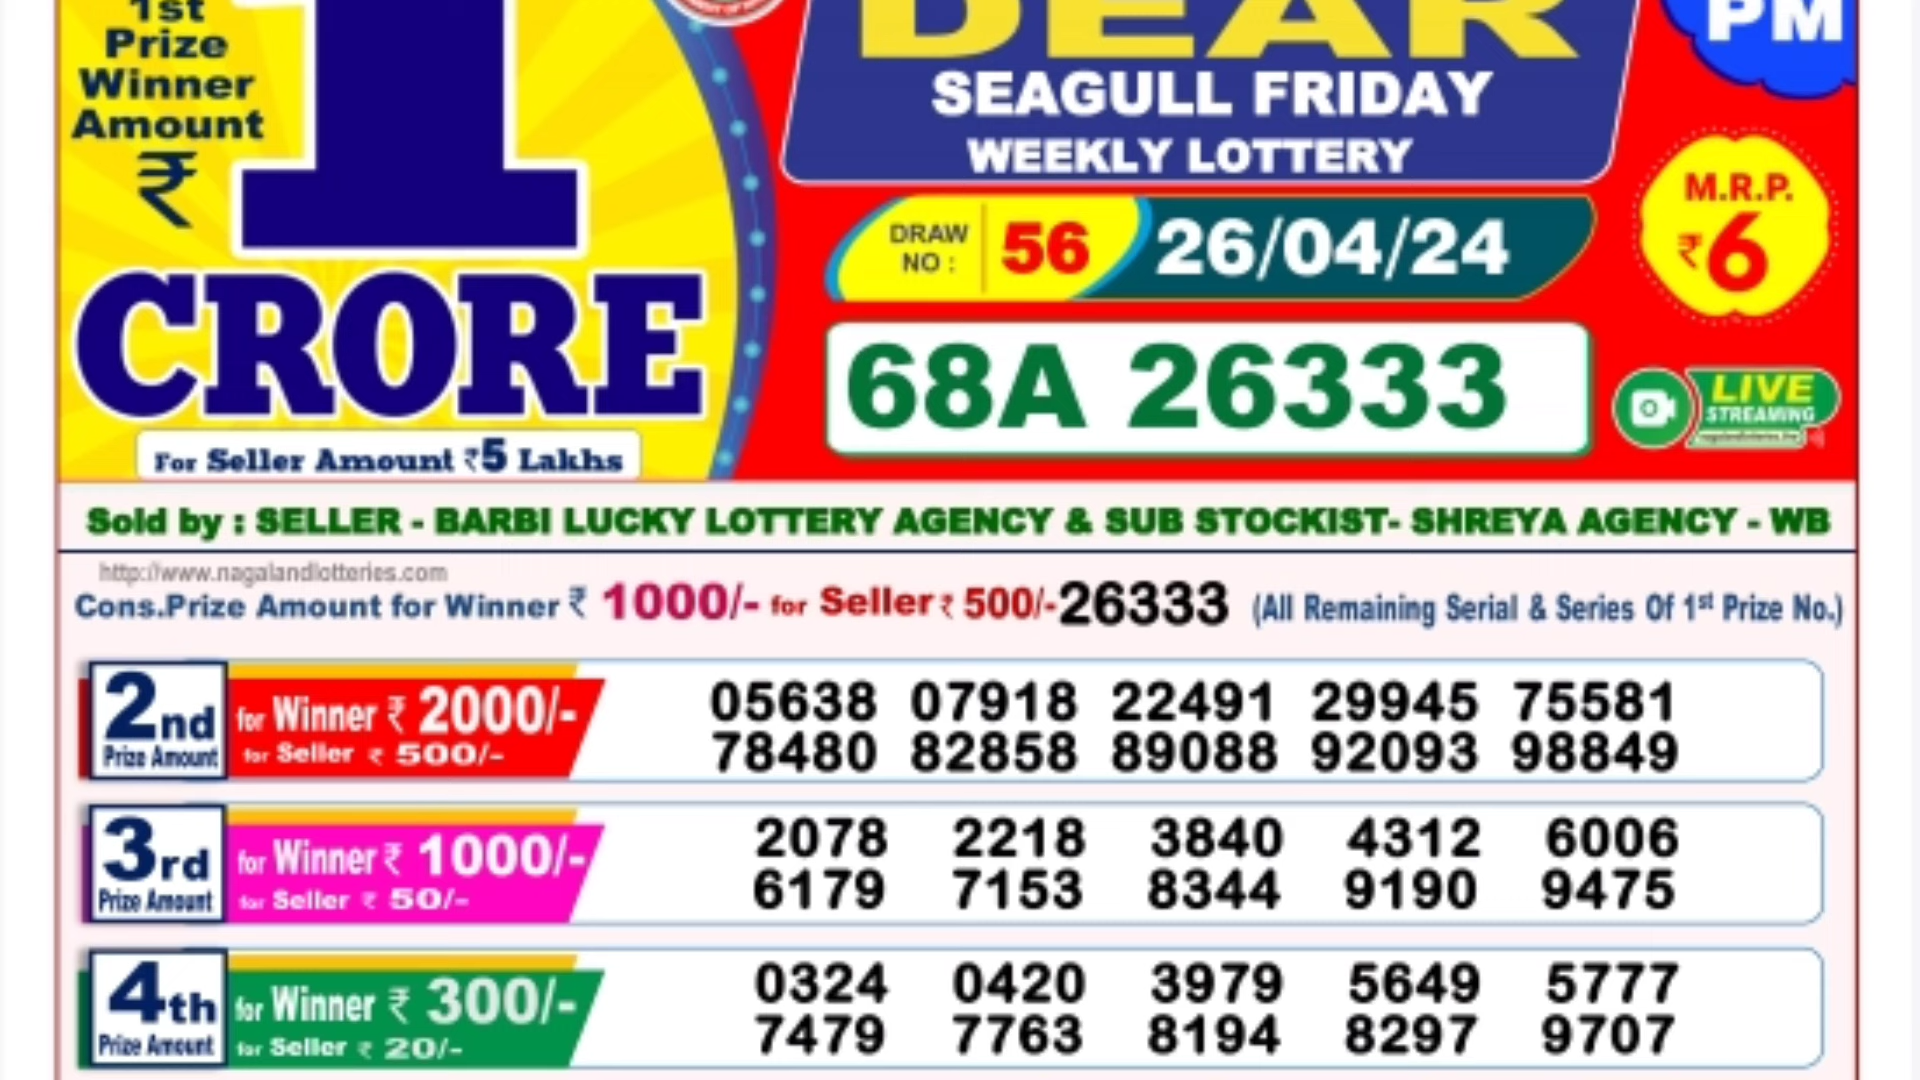 1st
Prize
Winner
Amount
₹
1
CRORE
For Seller Amount ₹5 Lakhs
DEAR
SEAGULL FRIDAY
WEEKLY LOTTERY
PM
DRAW NO : 56 26/04/24
M.R.P.
₹6
68A 26333
LIVE
STREAMING
Sold by : SELLER - BARBI LUCKY LOTTERY AGENCY & SUB STOCKIST- SHREYA AGENCY - WB
http://www.nagalandlotteries.com
Cons.Prize Amount for Winner ₹ 1000/- for Seller ₹ 500/- 26333 (All Remaining Serial & Series Of 1st Prize No.)
2nd Prize Amount
for Winner ₹ 2000/-
for Seller ₹ 500/-
05638 07918 22491 29945 75581
78480 82858 89088 92093 98849
3rd Prize Amount
for Winner ₹ 1000/-
for Seller ₹ 50/-
2078 2218 3840 4312 6006
6179 7153 8344 9190 9475
4th Prize Amount
for Winner ₹ 300/-
for Seller ₹ 20/-
0324 0420 3979 5649 5777
7479 7763 8194 8297 9707